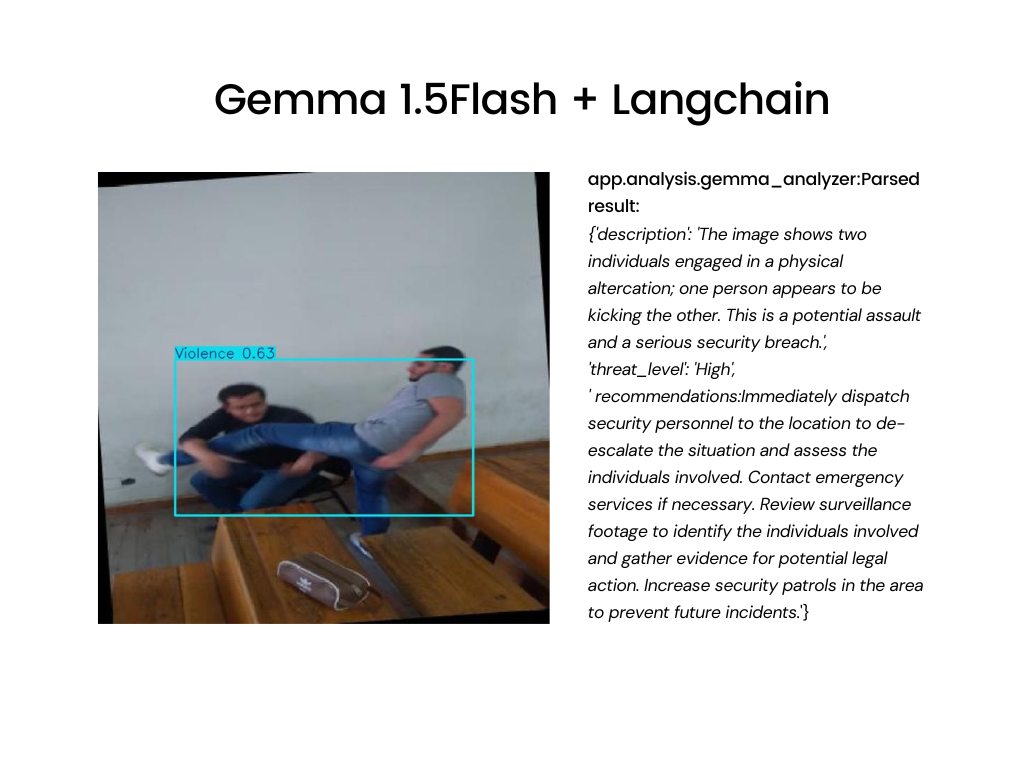 Gemma 1.5Flash + Langchain
Violence 0.63
app.analysis.gemma_analyzer:Parsed
result:
{'description': 'The image shows two
individuals engaged in a physical
altercation; one person appears to be
kicking the other. This is a potential assault
and a serious security breach.',
'threat_level': 'High',
' recommendations:Immediately dispatch
security personnel to the location to de-
escalate the situation and assess the
individuals involved. Contact emergency
services if necessary. Review surveillance
footage to identify the individuals involved
and gather evidence for potential legal
action. Increase security patrols in the area
to prevent future incidents.'}